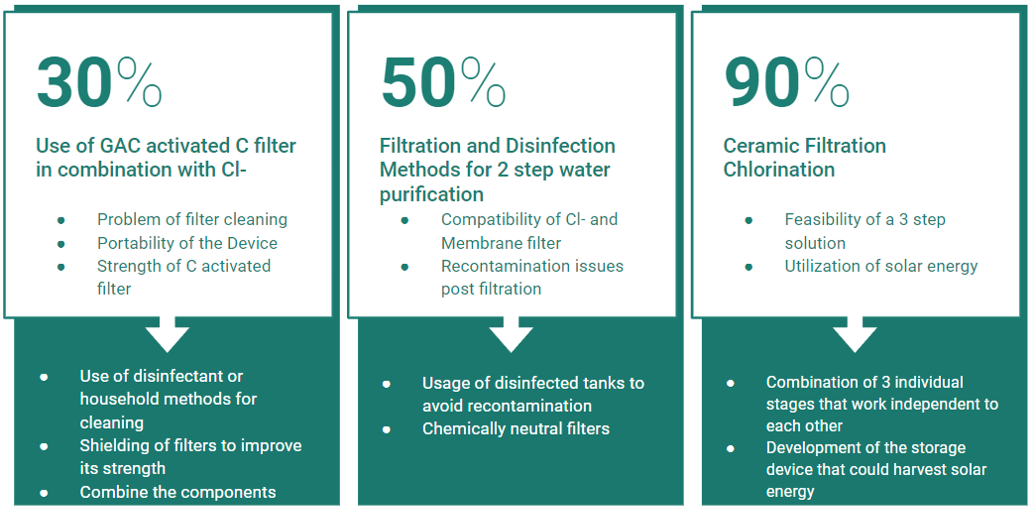 30%
Use of GAC activated C filter
in combination with Cl-
● Problem of filter cleaning
● Portability of the Device
● Strength of C activated
filter
● Use of disinfectant or
household methods for
cleaning
● Shielding of filters to improve
its strength
● Combine the components
50%
Filtration and Disinfection
Methods for 2 step water
purification
● Compatibility of Cl- and
Membrane filter
● Recontamination issues
post filtration
● Usage of disinfected tanks to
avoid recontamination
● Chemically neutral filters
90%
Ceramic Filtration
Chlorination
● Feasibility of a 3 step
solution
● Utilization of solar energy
● Combination of 3 individual
stages that work independent to
each other
● Development of the storage
device that could harvest solar
energy